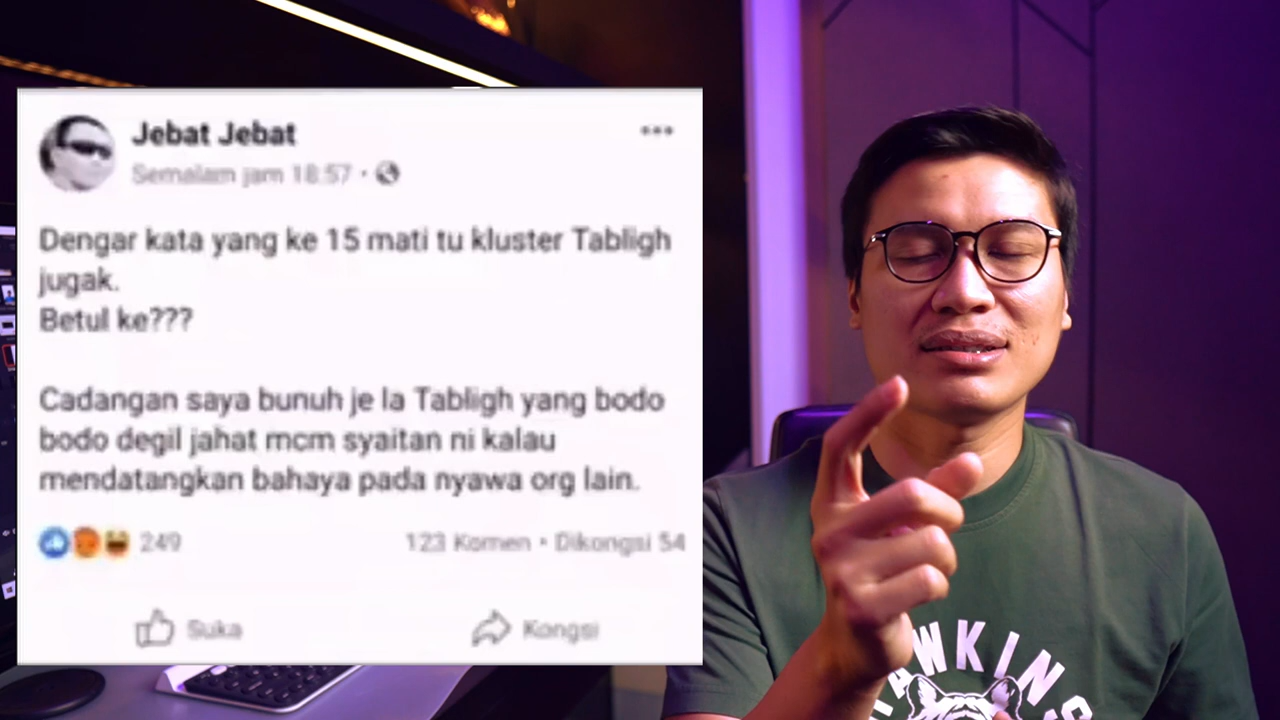 Jebat Jebat
Semalam jam 18:57 ·
Dengar kata yang ke 15 mati tu kluster Tabligh
jugak.
Betul ke???
Cadangan saya bunuh je la Tabligh yang bodo
bodo degil jahat mcm syaitan ni kalau
mendatangkan bahaya pada nyawa org lain.
249
123 Komen • Dikongsi 54
Suka
Kongsi
HAWKINS